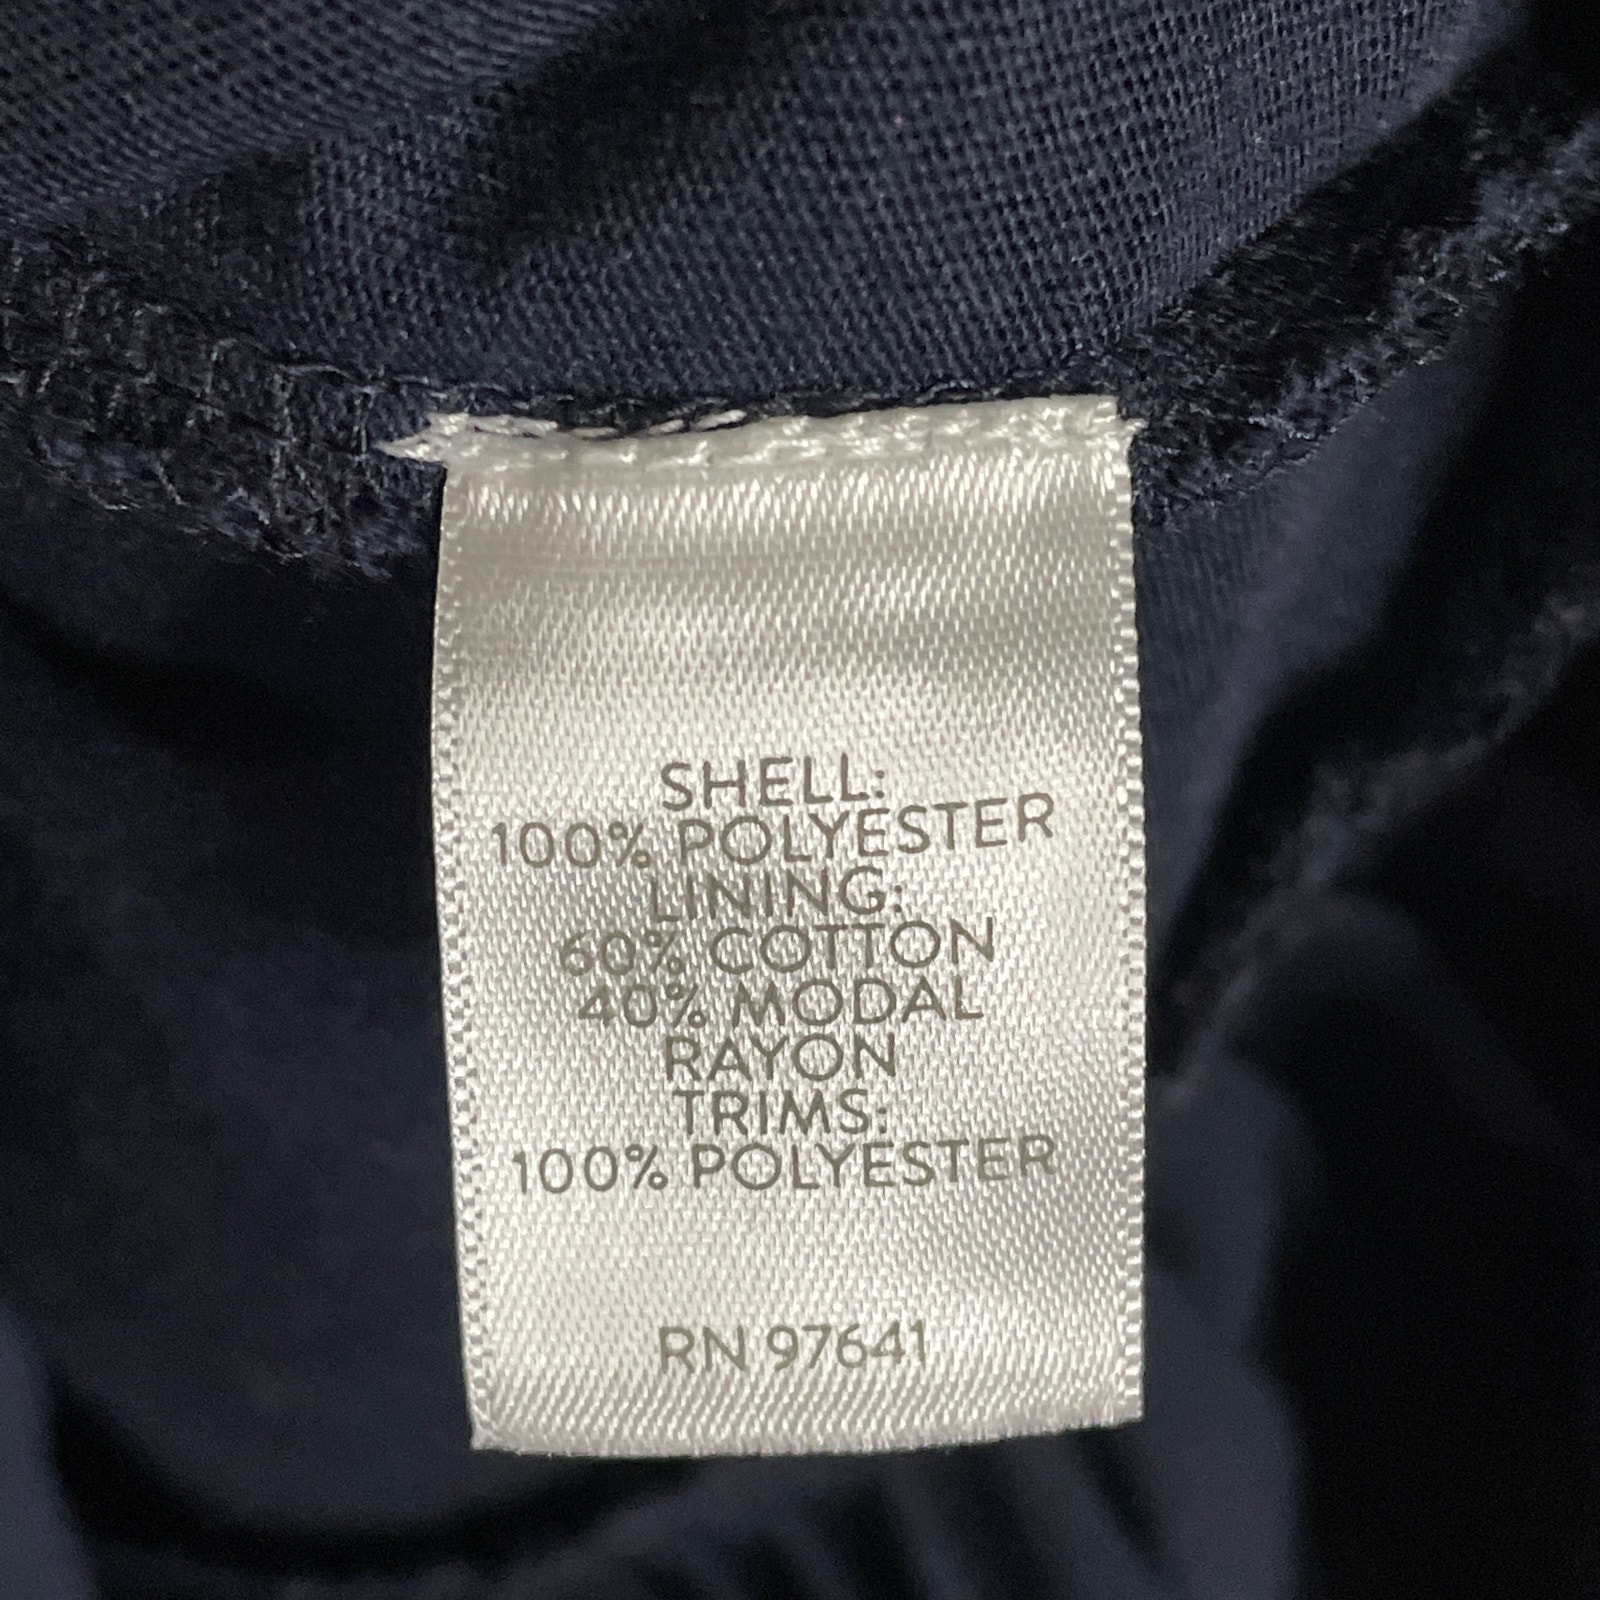 SHELL:
100% POLYESTER
LINING:
60% COTTON
40% MODAL
RAYON
TRIMS:
100% POLYESTER
RN 97641